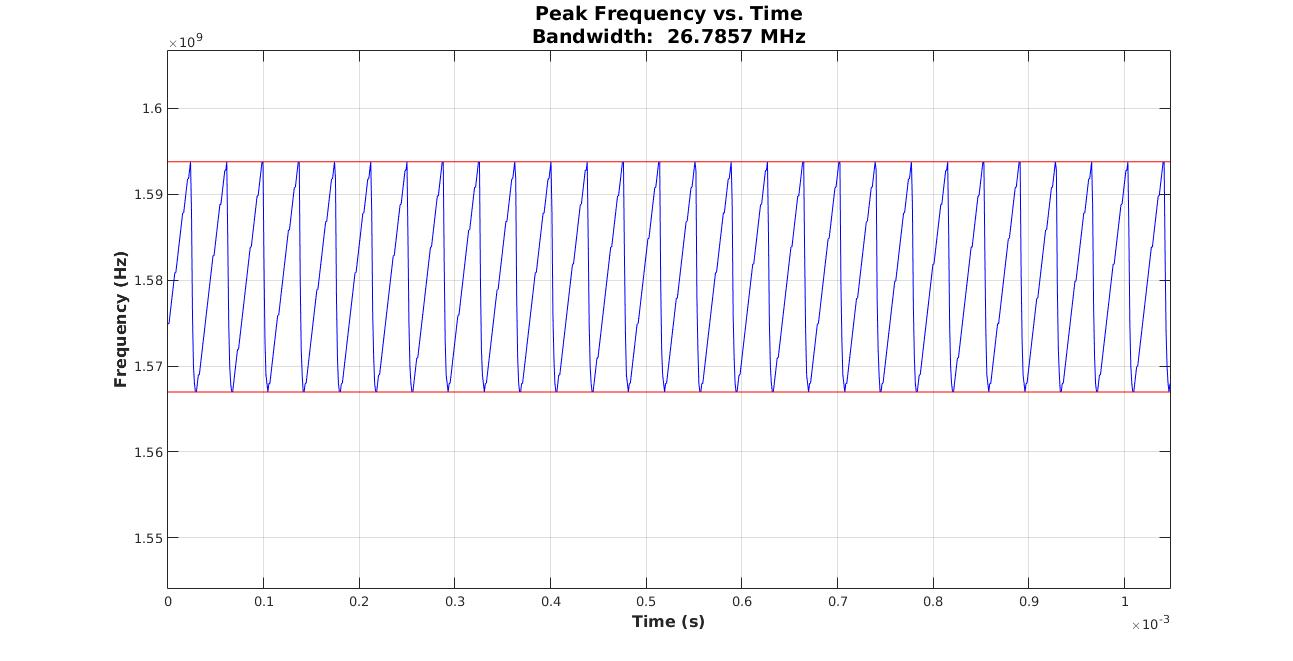 Peak Frequency vs. Time
Bandwidth:  26.7857 MHz
×10⁹
1.6
1.59
1.58
1.57
1.56
1.55
Frequency (Hz)
0 0.1 0.2 0.3 0.4 0.5 0.6 0.7 0.8 0.9 1
Time (s)
×10⁻³